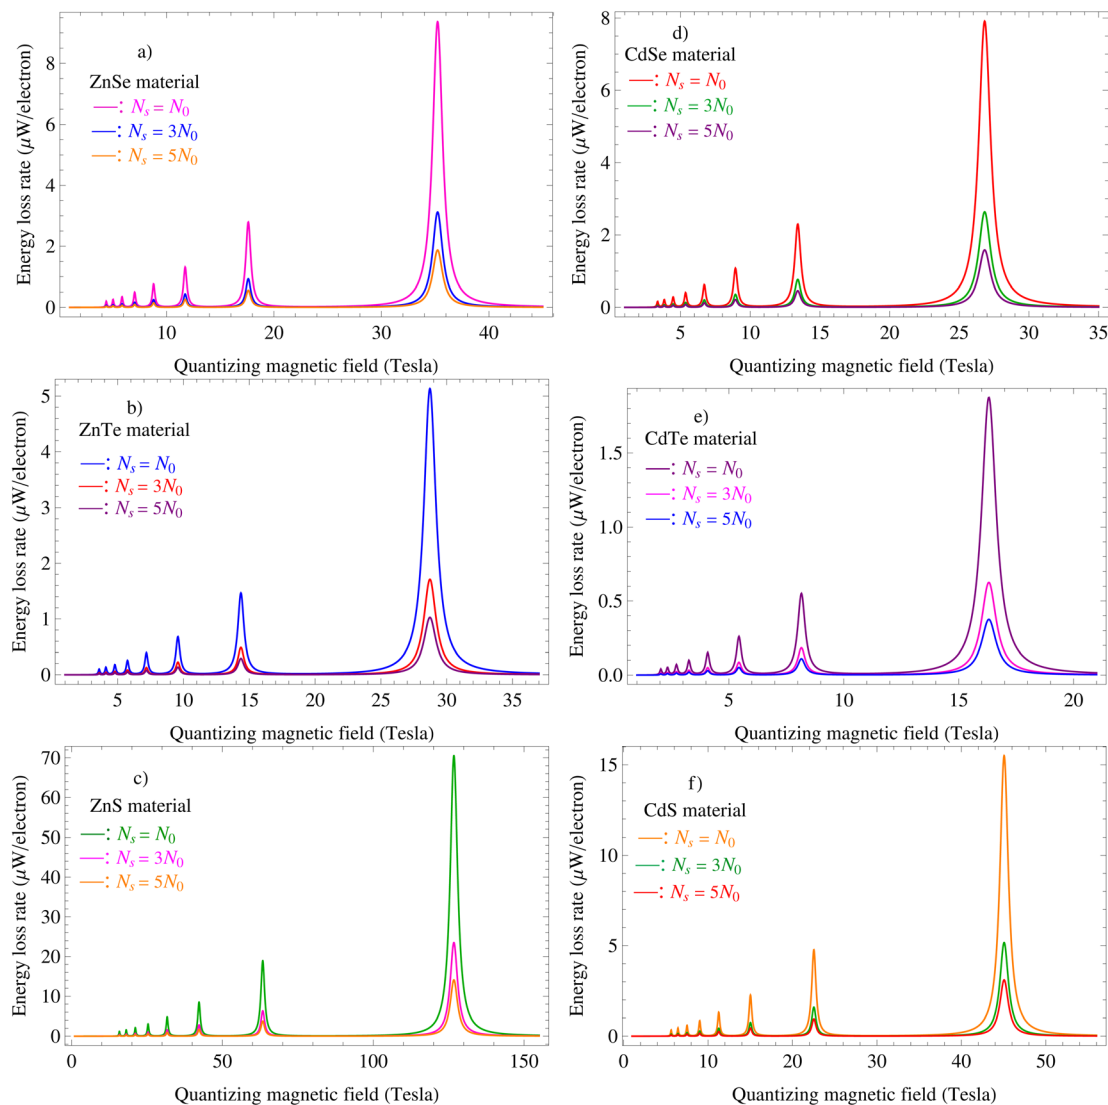 a)
ZnSe material
: Nₛ = N₀
: Nₛ = 3N₀
: Nₛ = 5N₀
Energy loss rate (μW/electron)
8
6
4
2
0
10
20
30
40
Quantizing magnetic field (Tesla)
d)
CdSe material
: Nₛ = N₀
: Nₛ = 3N₀
: Nₛ = 5N₀
Energy loss rate (μW/electron)
8
6
4
2
0
5
10
15
20
25
30
35
Quantizing magnetic field (Tesla)
b)
ZnTe material
: Nₛ = N₀
: Nₛ = 3N₀
: Nₛ = 5N₀
Energy loss rate (μW/electron)
5
4
3
2
1
0
5
10
15
20
25
30
35
Quantizing magnetic field (Tesla)
e)
CdTe material
: Nₛ = N₀
: Nₛ = 3N₀
: Nₛ = 5N₀
Energy loss rate (μW/electron)
1.5
1.0
0.5
0.0
5
10
15
20
Quantizing magnetic field (Tesla)
c)
ZnS material
: Nₛ = N₀
: Nₛ = 3N₀
: Nₛ = 5N₀
Energy loss rate (μW/electron)
70
60
50
40
30
20
10
0
0
50
100
150
Quantizing magnetic field (Tesla)
f)
CdS material
: Nₛ = N₀
: Nₛ = 3N₀
: Nₛ = 5N₀
Energy loss rate (μW/electron)
15
10
5
0
0
10
20
30
40
50
Quantizing magnetic field (Tesla)